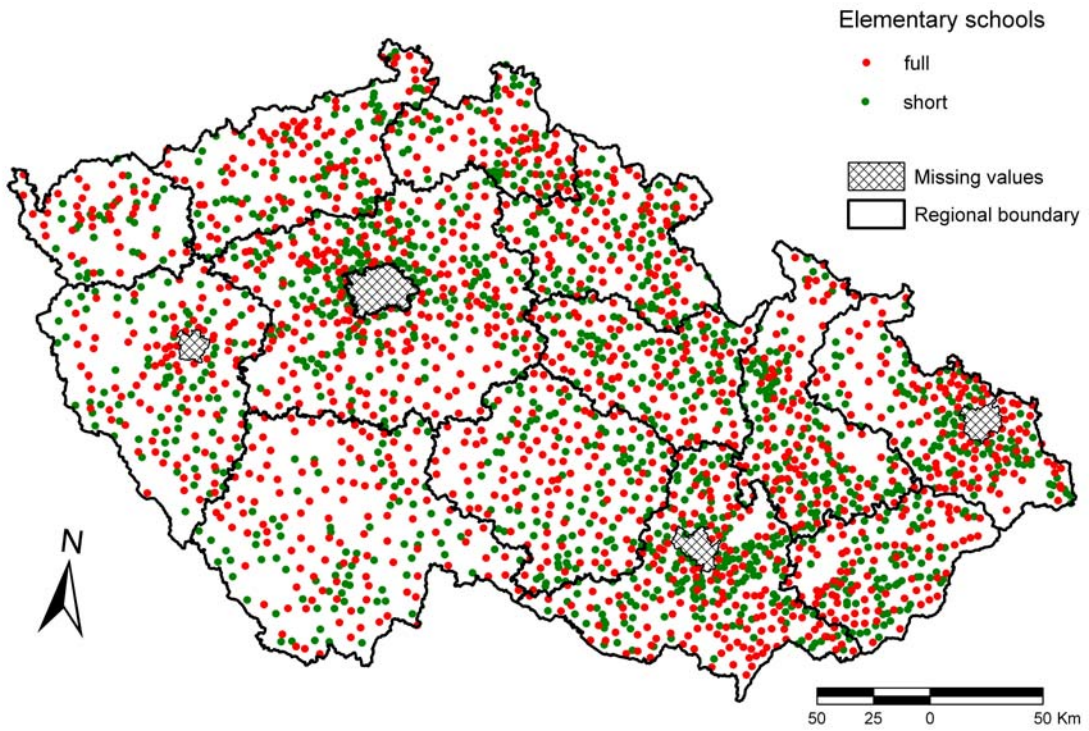 Elementary schools
full
short
Missing values
Regional boundary
N
50 25 0 50 Km